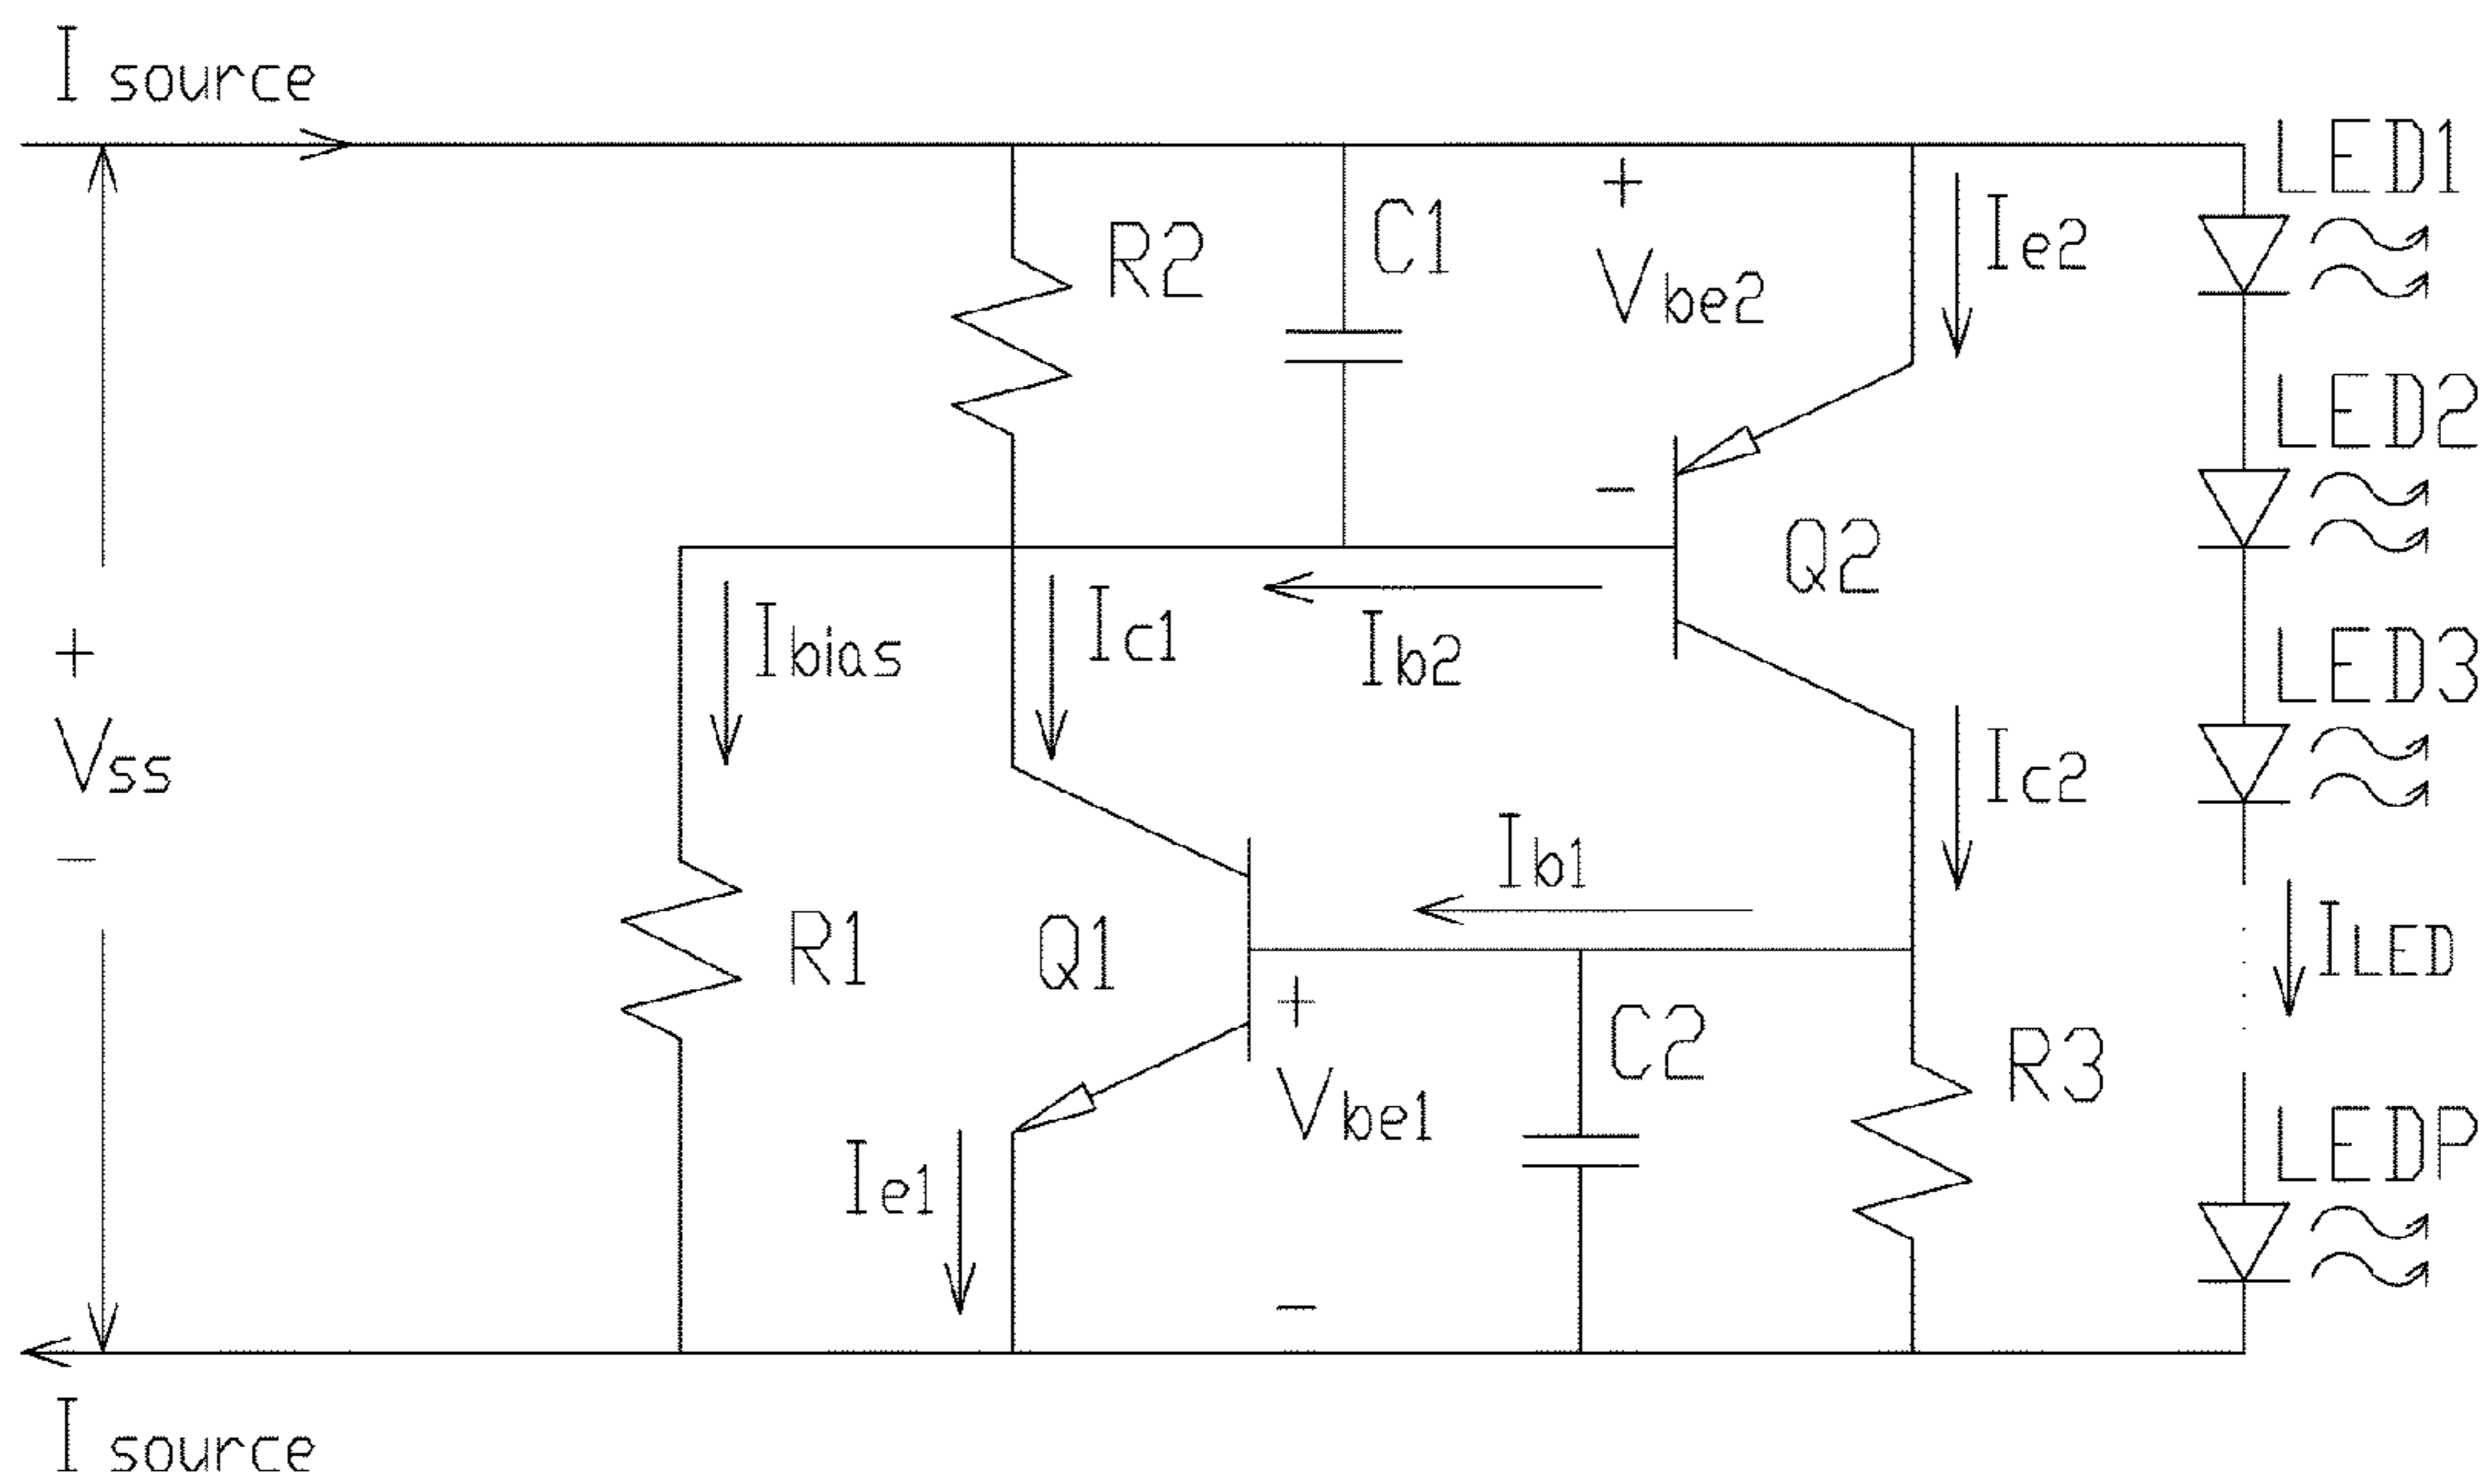 I source
LED1
R2
C1
+
Vbe2
-
Ie2
LED2
Q2
Ibias
Ic1
Ib2
LED3
+
Vss
-
Ic2
Ib1
R1
Q1
+
Vbe1
-
C2
ILED
R3
Ie1
LEDP
I source